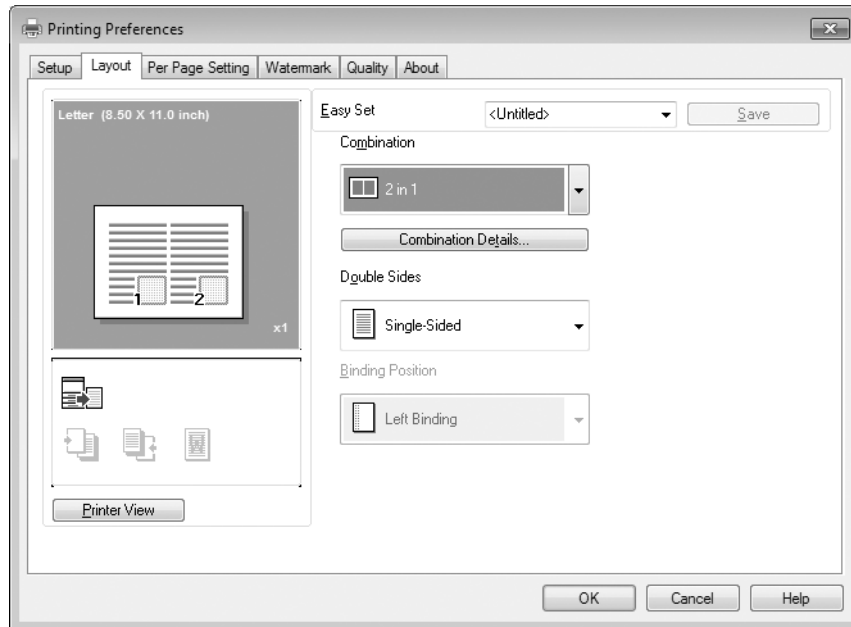 Printing Preferences
Setup Layout Per Page Setting Watermark Quality About
Letter (8.50 X 11.0 inch)
1 2
x1
Printer View
Easy Set <Untitled> Save
Combination
2 in 1
Combination Details...
Double Sides
Single-Sided
Binding Position
Left Binding
OK Cancel Help